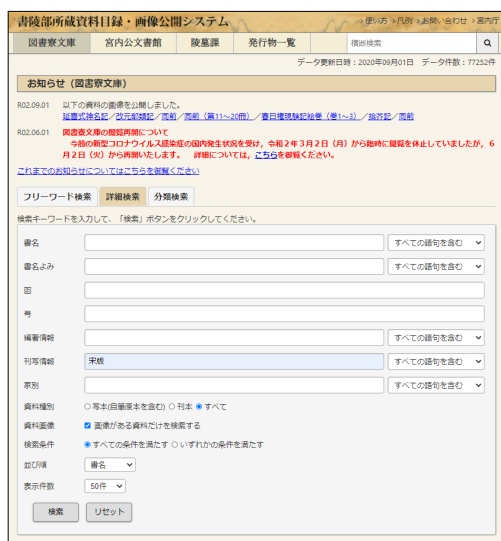 書陵部所蔵資料目録・画像公開システム
›使い方 ›凡例 ›お問い合わせ ›宮内庁
図書寮文庫 宮内公文書館 陵墓課 発行物一覧 横断検索
データ更新日時：2020年09月01日 データ件数：77252件
お知らせ（図書寮文庫）
R02.09.01 以下の資料の画像を公開しました。
延喜式神名記／改元部類記／両前／両前（第11～20冊）／春日権現験記絵巻（巻1～3）／拾芥記／両前
R02.06.01 図書寮文庫の閲覧再開について
今般の新型コロナウイルス感染症の国内発生状況を受け，令和２年３月２日（月）から臨時に閲覧を休止していましたが，６
月２日（火）から再開いたします。 詳細については，こちらを御覧ください。
これまでのお知らせについてはこちらを御覧ください
フリーワード検索 詳細検索 分類検索
検索キーワードを入力して、「検索」ボタンをクリックしてください。
書名 すべての語句を含む
書名よみ すべての語句を含む
函
号
編著情報 すべての語句を含む
刊写情報 宋版 すべての語句を含む
家別 すべての語句を含む
資料種別 写本(自筆原本を含む) 刊本 すべて
資料画像 画像がある資料だけを検索する
検索条件 すべての条件を満たす いずれかの条件を満たす
並び順 書名
表示件数 50件
検索 リセット